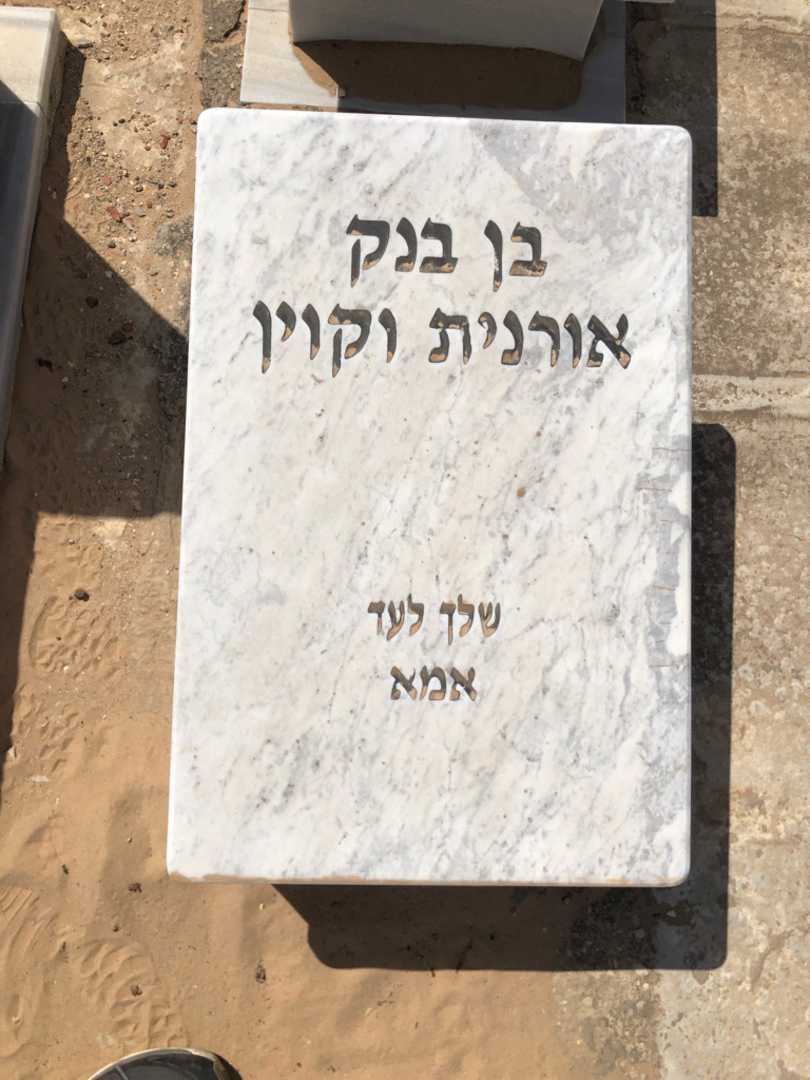 בן בנק
אורנית וקוין
שלך לעד
אמא